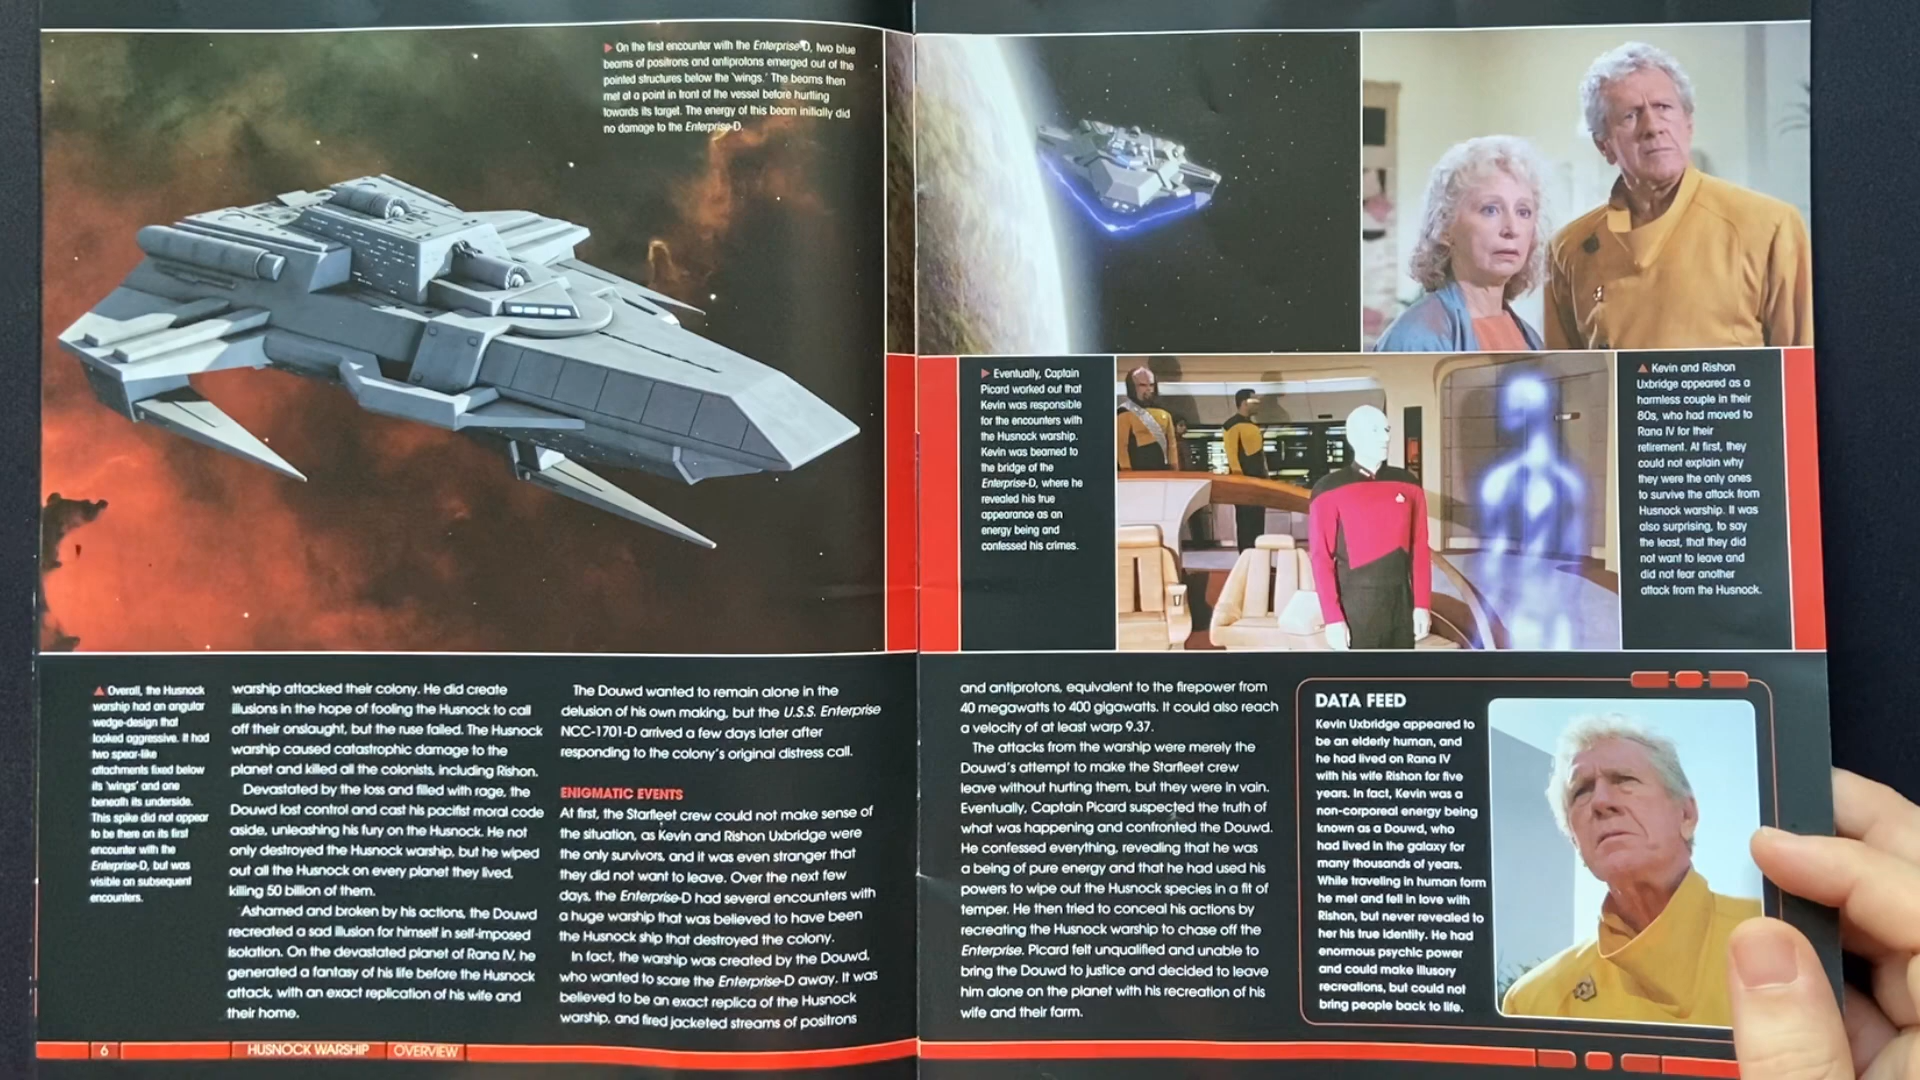 ▶ On the first encounter with the Enterprise-D, two blue
beams of positrons and antiprotons emerged out of the
pointed structures below the 'wings.' The beams then
met at a point in front of the vessel before hurtling
towards its target. The energy of this beam initially did
no damage to the Enterprise-D.
▲ Overall, the Husnock
warship had an angular
wedge-design that
looked aggressive. It had
two spear-like
attachments fixed below
its 'wings' and one
beneath its underside.
This spike did not appear
to be there on its first
encounter with the
Enterprise-D, but was
visible on subsequent
encounters.
warship attacked their colony. He did create
illusions in the hope of fooling the Husnock to call
off their onslaught, but the ruse failed. The Husnock
warship caused catastrophic damage to the
planet and killed all the colonists, including Rishon.
Devastated by the loss and filled with rage, the
Douwd lost control and cast his pacifist moral code
aside, unleashing his fury on the Husnock. He not
only destroyed the Husnock warship, but he wiped
out all the Husnock on every planet they lived,
killing 50 billion of them.
Ashamed and broken by his actions, the Douwd
recreated a sad illusion for himself in self-imposed
isolation. On the devastated planet of Rana IV, he
generated a fantasy of his life before the Husnock
attack, with an exact replication of his wife and
their home.
The Douwd wanted to remain alone in the
delusion of his own making, but the U.S.S. Enterprise
NCC-1701-D arrived a few days later after
responding to the colony's original distress call.
ENIGMATIC EVENTS
At first, the Starfleet crew could not make sense of
the situation, as Kevin and Rishon Uxbridge were
the only survivors, and it was even stranger that
they did not want to leave. Over the next few
days, the Enterprise-D had several encounters with
a huge warship that was believed to have been
the Husnock ship that destroyed the colony.
In fact, the warship was created by the Douwd,
who wanted to scare the Enterprise-D away. It was
believed to be an exact replica of the Husnock
warship, and fired jacketed streams of positrons
6
HUSNOCK WARSHIP
OVERVIEW
▶ Eventually, Captain
Picard worked out that
Kevin was responsible
for the encounters with
the Husnock warship.
Kevin was beamed to
the bridge of the
Enterprise-D, where he
revealed his true
appearance as an
energy being and
confessed his crimes.
▲ Kevin and Rishon
Uxbridge appeared as a
harmless couple in their
80s, who had moved to
Rana IV for their
retirement. At first, they
could not explain why
they were the only ones
to survive the attack from
Husnock warship. It was
also surprising, to say
the least, that they did
not want to leave and
did not fear another
attack from the Husnock.
and antiprotons, equivalent to the firepower from
40 megawatts to 400 gigawatts. It could also reach
a velocity of at least warp 9.37.
The attacks from the warship were merely the
Douwd's attempt to make the Starfleet crew
leave without hurting them, but they were in vain.
Eventually, Captain Picard suspected the truth of
what was happening and confronted the Douwd.
He confessed everything, revealing that he was
a being of pure energy and that he had used his
powers to wipe out the Husnock species in a fit of
temper. He then tried to conceal his actions by
recreating the Husnock warship to chase off the
Enterprise. Picard felt unqualified and unable to
bring the Douwd to justice and decided to leave
him alone on the planet with his recreation of his
wife and their farm.
DATA FEED
Kevin Uxbridge appeared to
be an elderly human, and
he had lived on Rana IV
with his wife Rishon for five
years. In fact, Kevin was a
non-corporeal energy being
known as a Douwd, who
had lived in the galaxy for
many thousands of years.
While traveling in human form
he met and fell in love with
Rishon, but never revealed to
her his true identity. He had
enormous psychic power
and could make illusory
recreations, but could not
bring people back to life.